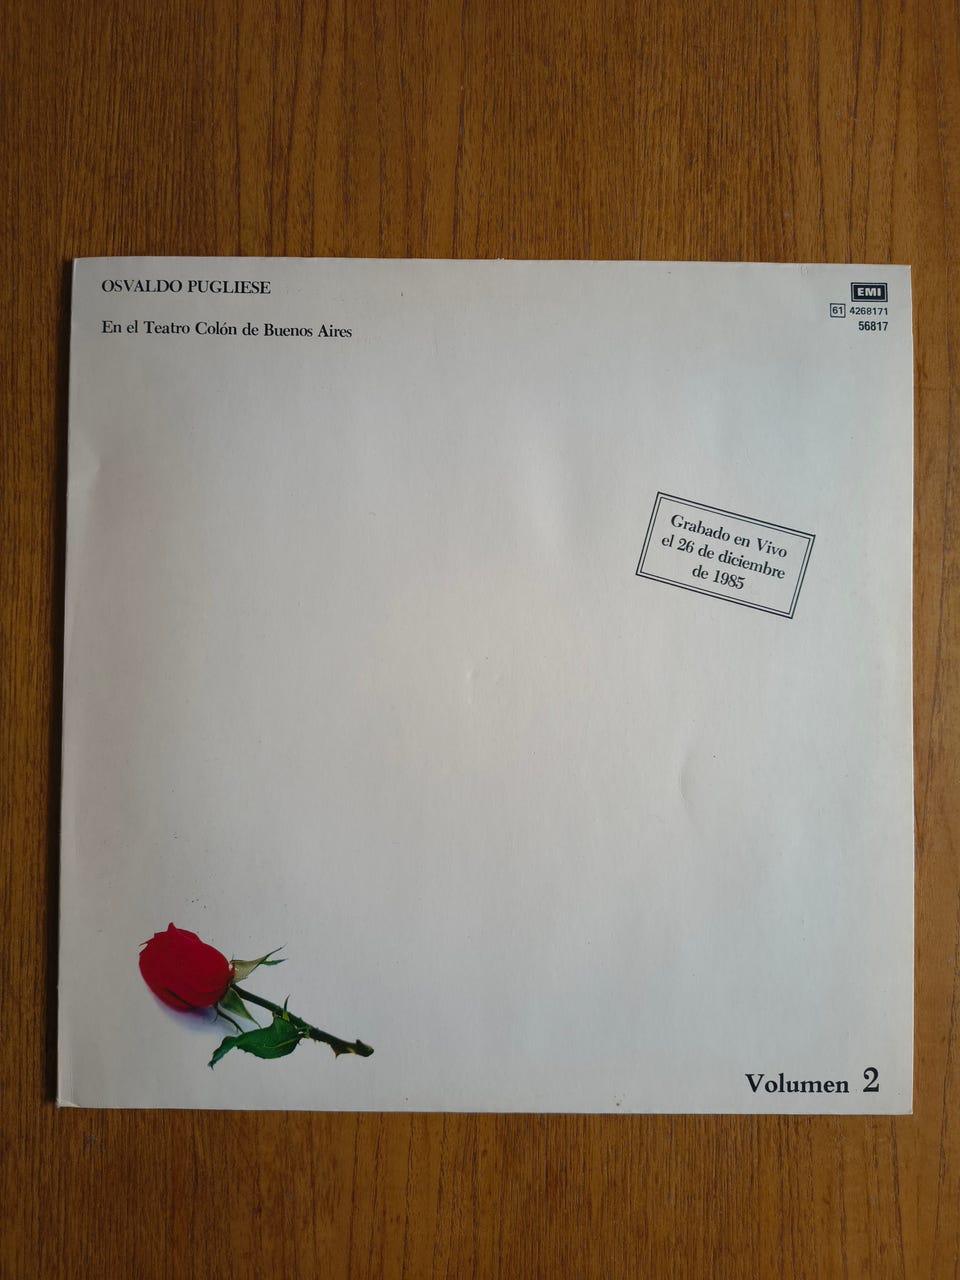 OSVALDO PUGLIESE
En el Teatro Colón de Buenos Aires
EMI
61 4268171
56817
Grabado en Vivo
el 26 de diciembre
de 1985
Volumen 2